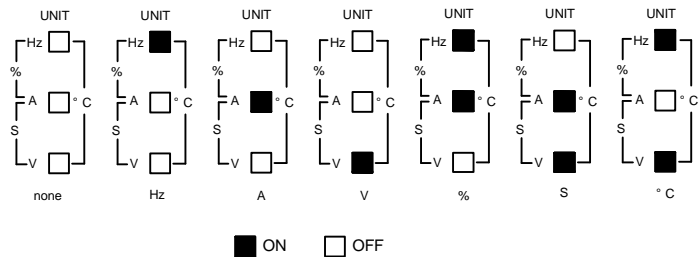 UNIT UNIT UNIT UNIT UNIT UNIT UNIT
Hz Hz Hz Hz Hz Hz Hz
% % % % % % %
A ° C A ° C A ° C A ° C A ° C A ° C A ° C
S S S S S S S
V V V V V V V
none Hz A V % S ° C
ON OFF